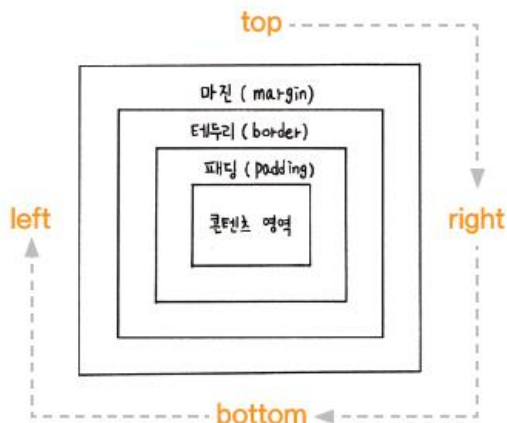 top
마진 ( margin)
테두리 ( border)
패딩 ( padding)
left
콘텐츠 영역
right
bottom